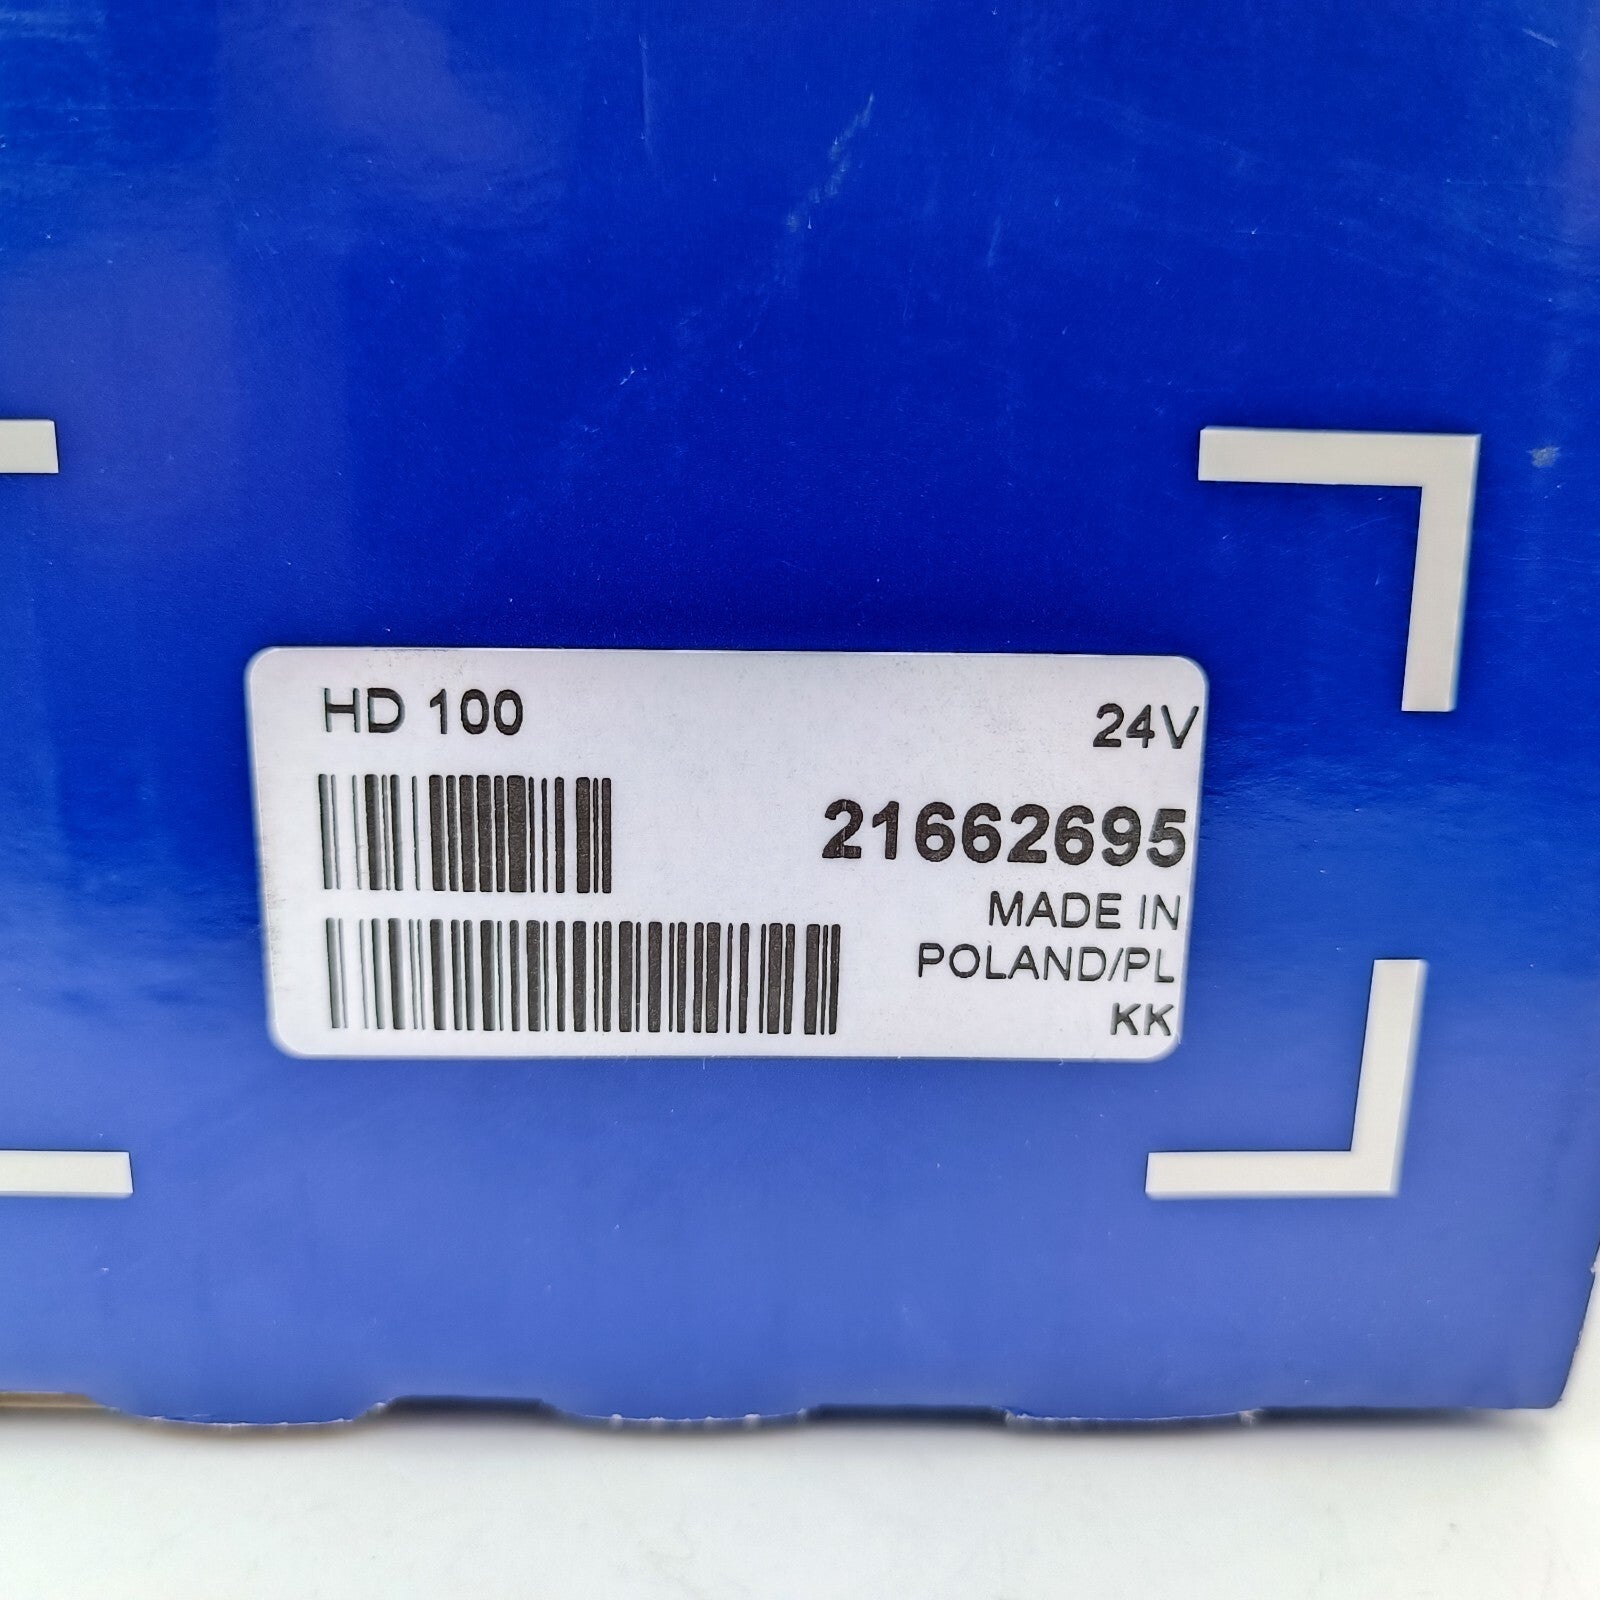 HD 100
24V
21662695
MADE IN
POLAND/PL
KK